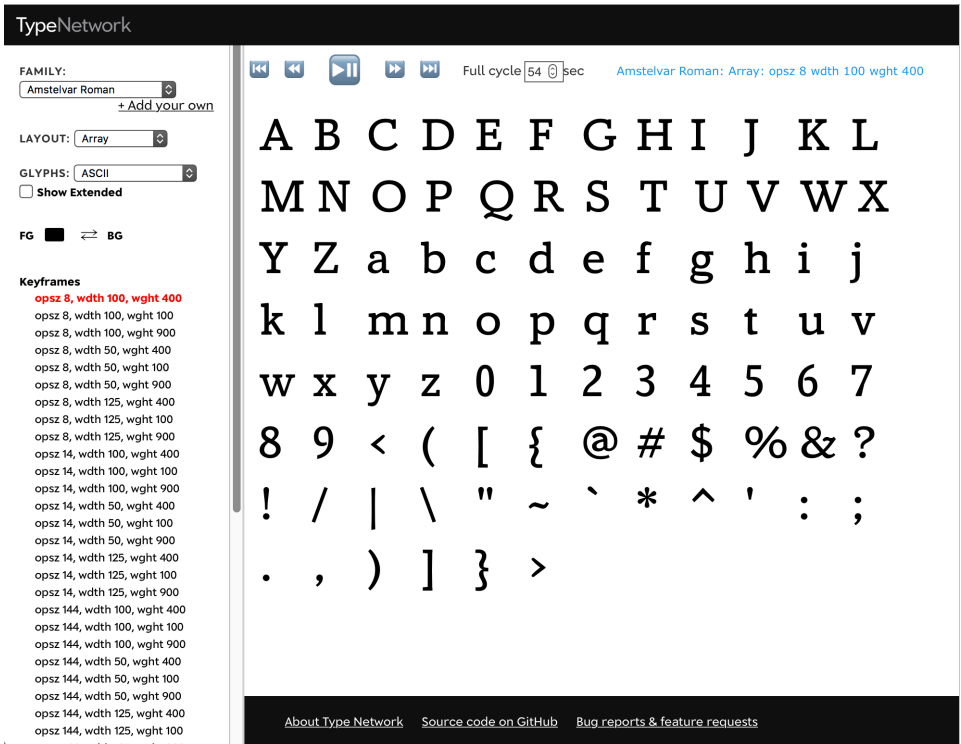 TypeNetwork
FAMILY:
Amstelvar Roman
+ Add your own
LAYOUT: Array
GLYPHS: ASCII
Show Extended
FG BG
Keyframes
opsz 8, wdth 100, wght 400
opsz 8, wdth 100, wght 100
opsz 8, wdth 100, wght 900
opsz 8, wdth 50, wght 400
opsz 8, wdth 50, wght 100
opsz 8, wdth 50, wght 900
opsz 8, wdth 125, wght 400
opsz 8, wdth 125, wght 100
opsz 8, wdth 125, wght 900
opsz 14, wdth 100, wght 400
opsz 14, wdth 100, wght 100
opsz 14, wdth 100, wght 900
opsz 14, wdth 50, wght 400
opsz 14, wdth 50, wght 100
opsz 14, wdth 50, wght 900
opsz 14, wdth 125, wght 400
opsz 14, wdth 125, wght 100
opsz 14, wdth 125, wght 900
opsz 144, wdth 100, wght 400
opsz 144, wdth 100, wght 100
opsz 144, wdth 100, wght 900
opsz 144, wdth 50, wght 400
opsz 144, wdth 50, wght 100
opsz 144, wdth 50, wght 900
opsz 144, wdth 125, wght 400
opsz 144, wdth 125, wght 100
Full cycle 54 sec
Amstelvar Roman: Array: opsz 8 wdth 100 wght 400
A B C D E F G H I J K L
M N O P Q R S T U V W X
Y Z a b c d e f g h i j
k l m n o p q r s t u v
w x y z 0 1 2 3 4 5 6 7
8 9 < ( [ { @ # $ % & ?
! / | \ " ~ ` * ^ ' : ;
. , ) ] } >
About Type Network Source code on GitHub Bug reports & feature requests